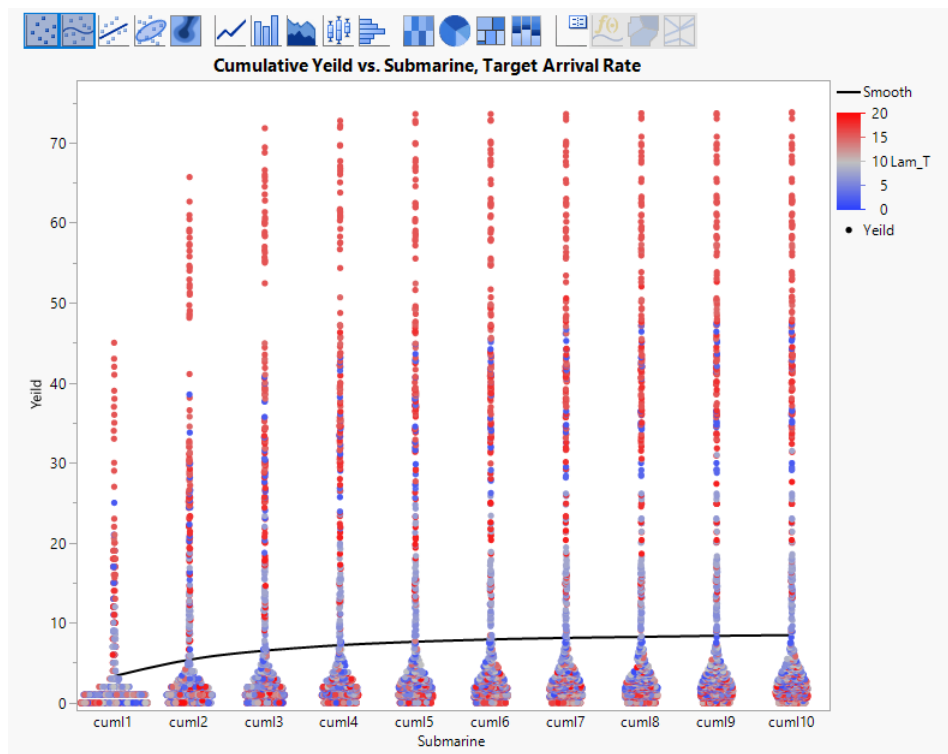 Cumulative Yeild vs. Submarine, Target Arrival Rate
Smooth
20
15
10 Lam_T
5
0
Yeild
70
60
50
40
30
20
10
0
Yeild
cuml1 cuml2 cuml3 cuml4 cuml5 cuml6 cuml7 cuml8 cuml9 cuml10
Submarine